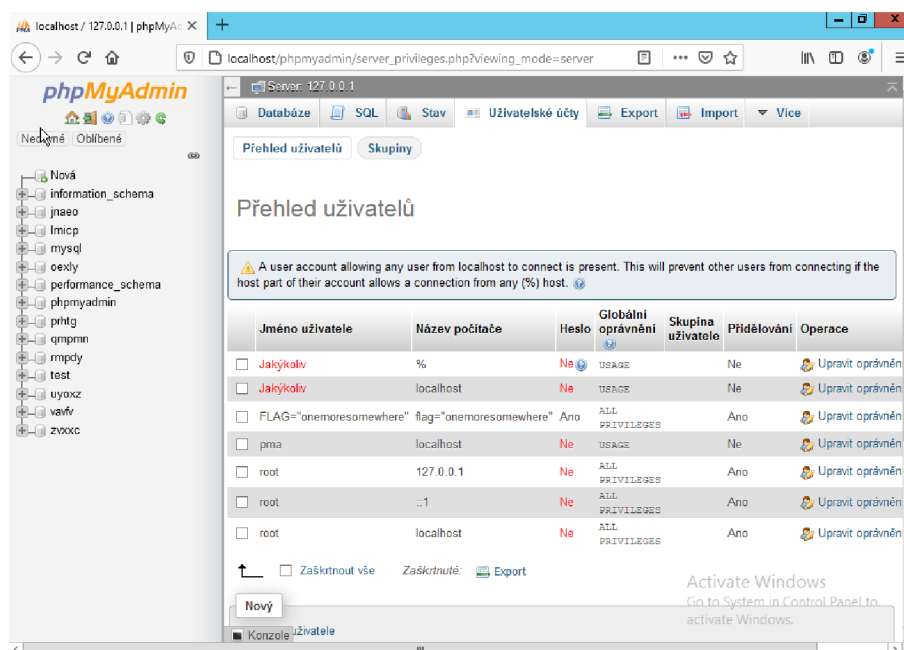 localhost / 127.0.0.1 | phpMyAd
localhost/phpmyadmin/server_privileges.php?viewing_mode=server
phpMyAdmin
Nedávné Oblíbené
Nová
information_schema
jnaeo
lmicp
mysql
oexly
performance_schema
phpmyadmin
prhtg
qmpmn
rmpdy
test
uyoxz
vavfv
zvxxc
Server: 127.0.0.1
Databáze SQL Stav Uživatelské účty Export Import Více
Přehled uživatelů Skupiny
Přehled uživatelů
A user account allowing any user from localhost to connect is present. This will prevent other users from connecting if the
host part of their account allows a connection from any (%) host.
Jméno uživatele Název počítače Heslo Globální oprávnění Skupina uživatele Přidělování Operace
Jakýkoliv % Ne USAGE Ne Upravit oprávněn
Jakýkoliv localhost Ne USAGE Ne Upravit oprávněn
FLAG="onemoresomewhere" flag="onemoresomewhere" Ano ALL PRIVILEGES Ano Upravit oprávněn
pma localhost Ne USAGE Ne Upravit oprávněn
root 127.0.0.1 Ne ALL PRIVILEGES Ano Upravit oprávněn
root ::1 Ne ALL PRIVILEGES Ano Upravit oprávněn
root localhost Ne ALL PRIVILEGES Ano Upravit oprávněn
Zaškrtnout vše Zaškrtnuté: Export
Nový
uživatele
Konzole
Activate Windows
Go to System in Control Panel to
activate Windows.